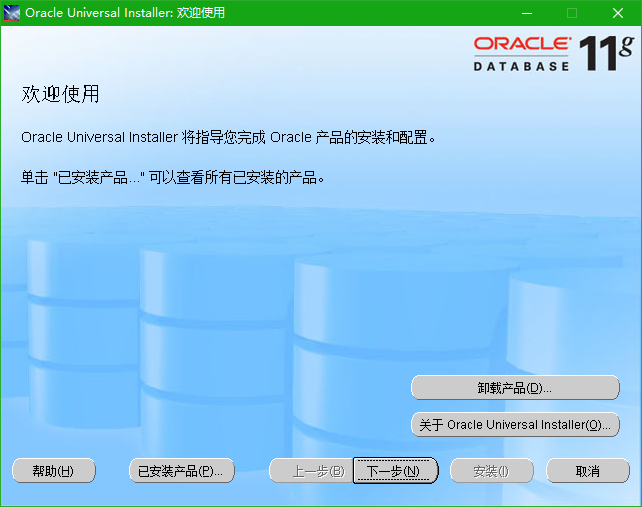 Oracle Universal Installer: 欢迎使用
ORACLE®
DATABASE 11g
欢迎使用
Oracle Universal Installer 将指导您完成 Oracle 产品的安装和配置。
单击 "已安装产品..." 可以查看所有已安装的产品。
卸载产品(D)...
关于 Oracle Universal Installer(O)...
帮助(H) 已安装产品(P)... 上一步(B) 下一步(N) 安装(I) 取消